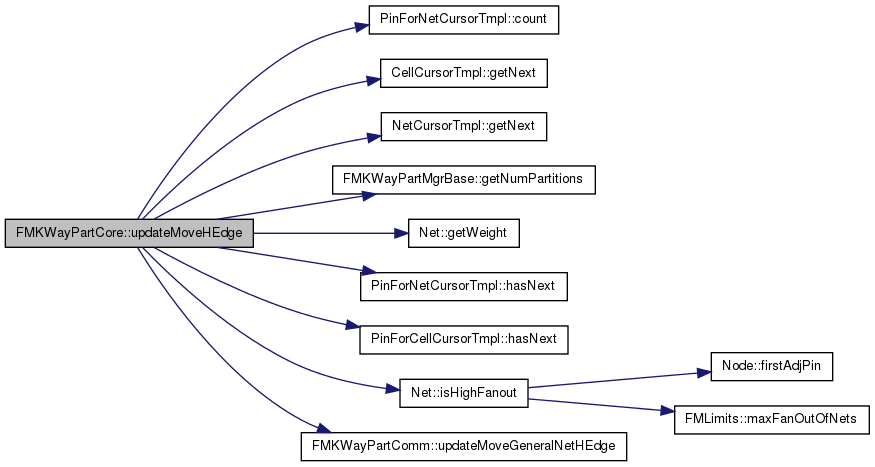 PinForNetCursorTmpl::count
CellCursorTmpl::getNext
NetCursorTmpl::getNext
FMKWayPartMgrBase::getNumPartitions
FMKWayPartCore::updateMoveHEdge
Net::getWeight
PinForNetCursorTmpl::hasNext
PinForCellCursorTmpl::hasNext
Node::firstAdjPin
Net::isHighFanout
FMLimits::maxFanOutOfNets
FMKWayPartComm::updateMoveGeneralNetHEdge